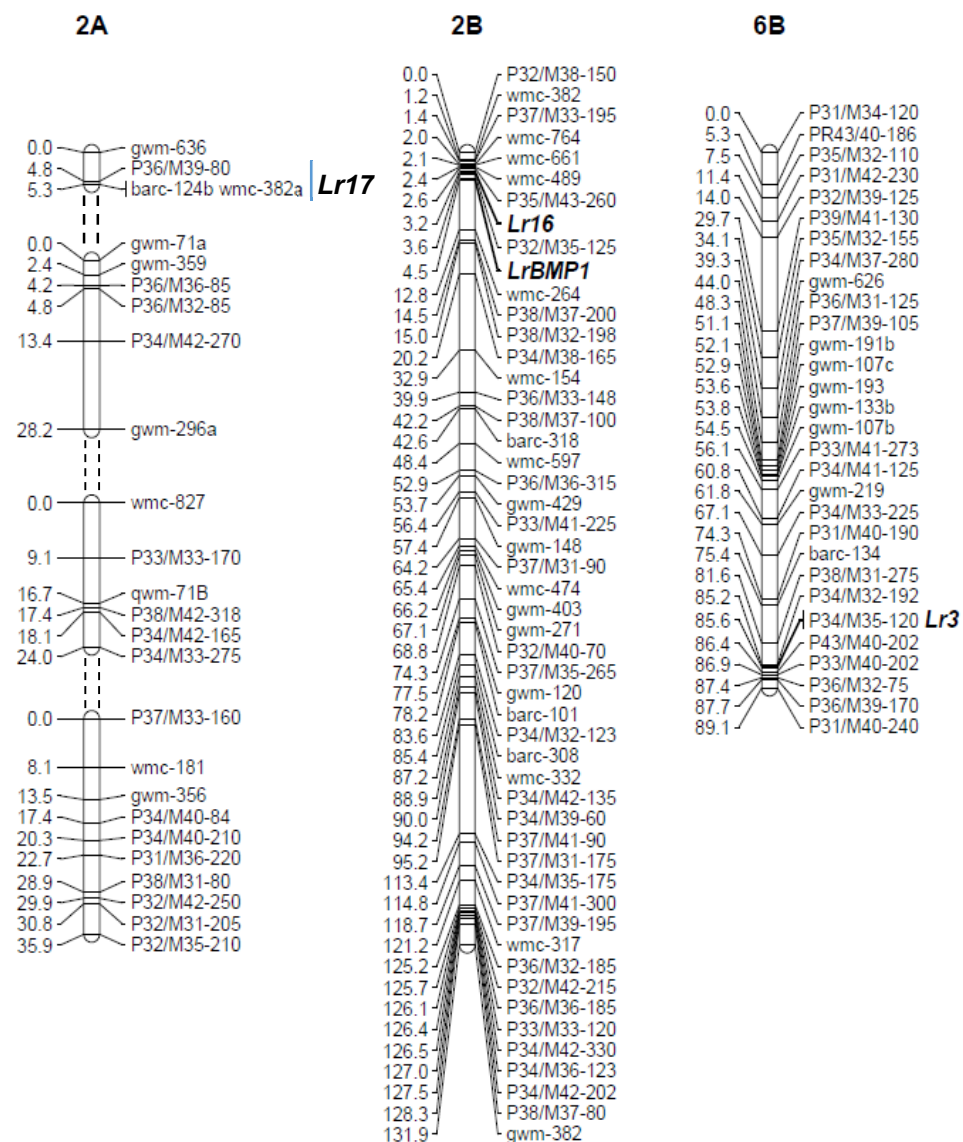 2A
0.0 gwm-636
4.8 P36/M39-80
5.3 barc-124b wmc-382a
Lr17
0.0 gwm-71a
2.4 gwm-359
4.2 P36/M36-85
4.8 P36/M32-85
13.4 P34/M42-270
28.2 gwm-296a
0.0 wmc-827
9.1 P33/M33-170
16.7 qwm-71B
17.4 P38/M42-318
18.1 P34/M42-165
24.0 P34/M33-275
0.0 P37/M33-160
8.1 wmc-181
13.5 gwm-356
17.4 P34/M40-84
20.3 P34/M40-210
22.7 P31/M36-220
28.9 P38/M31-80
29.9 P32/M42-250
30.8 P32/M31-205
35.9 P32/M35-210
2B
0.0 P32/M38-150
1.2 wmc-382
1.4 P37/M33-195
2.0 wmc-764
2.1 wmc-661
2.4 wmc-489
2.6 P35/M43-260
3.2 Lr16
3.6 P32/M35-125
4.5 LrBMP1
12.8 wmc-264
14.5 P38/M37-200
15.0 P38/M32-198
20.2 P34/M38-165
32.9 wmc-154
39.9 P36/M33-148
42.2 P38/M37-100
42.6 barc-318
48.4 wmc-597
52.9 P36/M36-315
53.7 gwm-429
56.4 P33/M41-225
57.4 gwm-148
64.2 P37/M31-90
65.4 wmc-474
66.2 gwm-403
67.1 gwm-271
68.8 P32/M40-70
74.3 P37/M35-265
77.5 gwm-120
78.2 barc-101
83.6 P34/M32-123
85.4 barc-308
87.2 wmc-332
88.9 P34/M42-135
90.0 P34/M39-60
94.2 P37/M41-90
95.2 P37/M31-175
113.4 P34/M35-175
114.8 P37/M41-300
118.7 P37/M39-195
121.2 wmc-317
125.2 P36/M32-185
125.7 P32/M42-215
126.1 P36/M36-185
126.4 P33/M33-120
126.5 P34/M42-330
127.0 P34/M36-123
127.5 P34/M42-202
128.3 P38/M37-80
131.9 gwm-382
6B
0.0 P31/M34-120
5.3 PR43/40-186
7.5 P35/M32-110
11.4 P31/M42-230
14.0 P32/M39-125
29.7 P39/M41-130
34.1 P35/M32-155
39.3 P34/M37-280
44.0 gwm-626
48.3 P36/M31-125
51.1 P37/M39-105
52.1 gwm-191b
52.9 gwm-107c
53.6 gwm-193
53.8 gwm-133b
54.5 gwm-107b
56.1 P33/M41-273
60.8 P34/M41-125
61.8 gwm-219
67.1 P34/M33-225
74.3 P31/M40-190
75.4 barc-134
81.6 P38/M31-275
85.2 P34/M32-192
85.6 P34/M35-120 Lr3
86.4 P43/M40-202
86.9 P33/M40-202
87.4 P36/M32-75
87.7 P36/M39-170
89.1 P31/M40-240